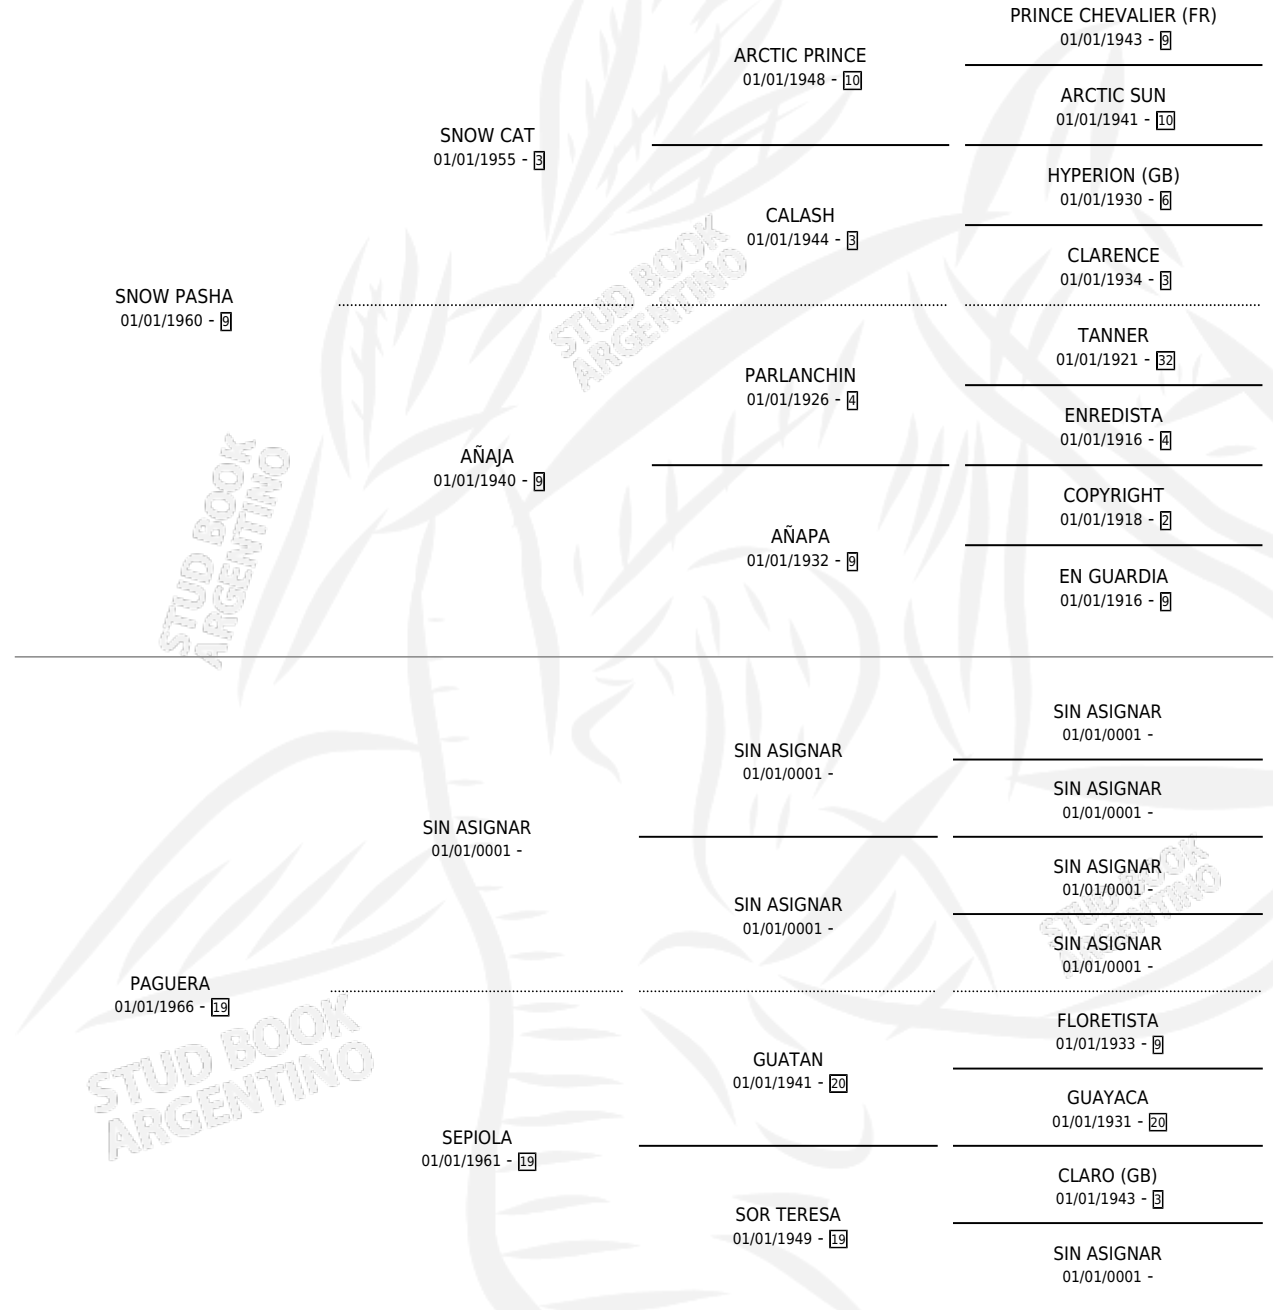 PRINCE CHEVALIER (FR)
01/01/1943 - 9
ARCTIC PRINCE
01/01/1948 - 10
ARCTIC SUN
01/01/1941 - 10
SNOW CAT
01/01/1955 - 3
HYPERION (GB)
01/01/1930 - 6
CALASH
01/01/1944 - 3
CLARENCE
01/01/1934 - 3
SNOW PASHA
01/01/1960 - 9
TANNER
01/01/1921 - 32
PARLANCHIN
01/01/1926 - 4
ENREDISTA
01/01/1916 - 4
AÑAJA
01/01/1940 - 9
COPYRIGHT
01/01/1918 - 2
AÑAPA
01/01/1932 - 9
EN GUARDIA
01/01/1916 - 9
SIN ASIGNAR
01/01/0001 -
SIN ASIGNAR
01/01/0001 -
SIN ASIGNAR
01/01/0001 -
SIN ASIGNAR
01/01/0001 -
SIN ASIGNAR
01/01/0001 -
SIN ASIGNAR
01/01/0001 -
SIN ASIGNAR
01/01/0001 -
PAGUERA
01/01/1966 - 19
FLORETISTA
01/01/1933 - 9
GUATAN
01/01/1941 - 20
GUAYACA
01/01/1931 - 20
SEPIOLA
01/01/1961 - 19
CLARO (GB)
01/01/1943 - 3
SOR TERESA
01/01/1949 - 19
SIN ASIGNAR
01/01/0001 -
STUD BOOK
ARGENTINO
STUD BOOK
ARGENTINO
STUD BOOK
ARGENTINO
STUD BOOK
ARGENTINO